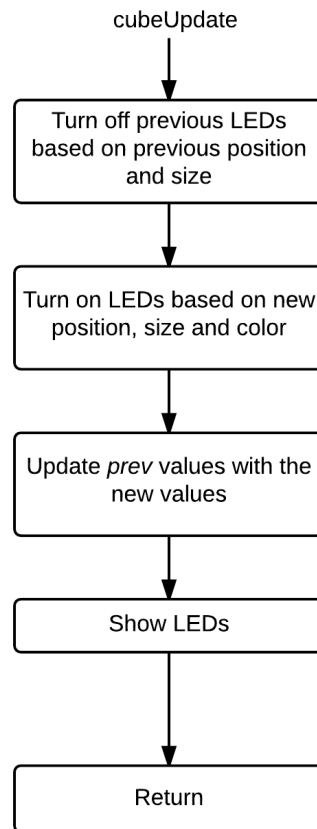 cubeUpdate
Turn off previous LEDs
based on previous position
and size
Turn on LEDs based on new
position, size and color
Update prev values with the
new values
Show LEDs
Return